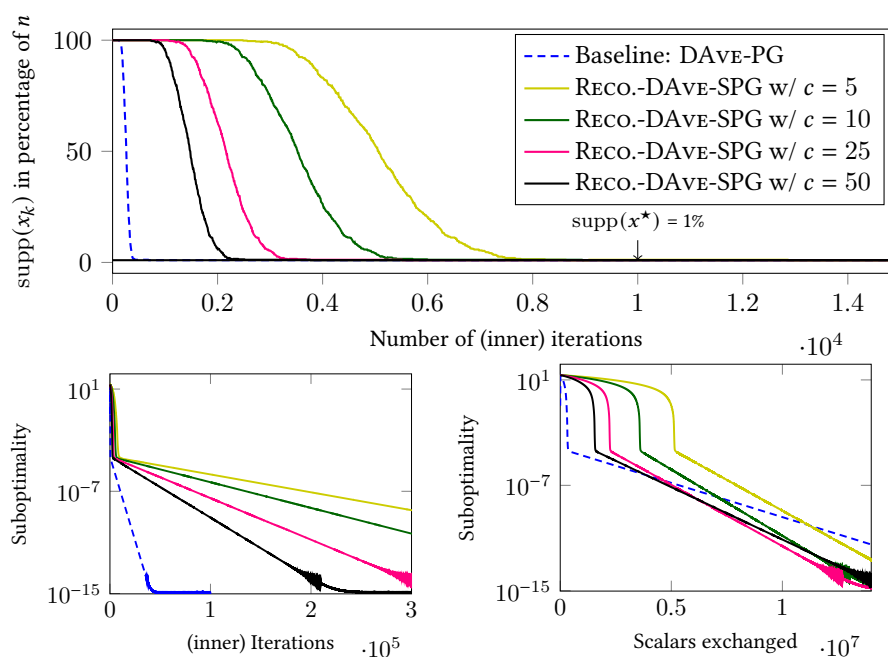 supp(x_k) in percentage of n
100
50
0
Baseline: DAve-PG
Reco.-DAve-SPG w/ c = 5
Reco.-DAve-SPG w/ c = 10
Reco.-DAve-SPG w/ c = 25
Reco.-DAve-SPG w/ c = 50
supp(x★) = 1%
0 0.2 0.4 0.6 0.8 1 1.2 1.4
Number of (inner) iterations
·10^4
Suboptimality
10^1
10^−7
10^−15
0 1 2 3
(inner) Iterations
·10^5
Suboptimality
10^1
10^−7
10^−15
0 0.5 1
Scalars exchanged
·10^7